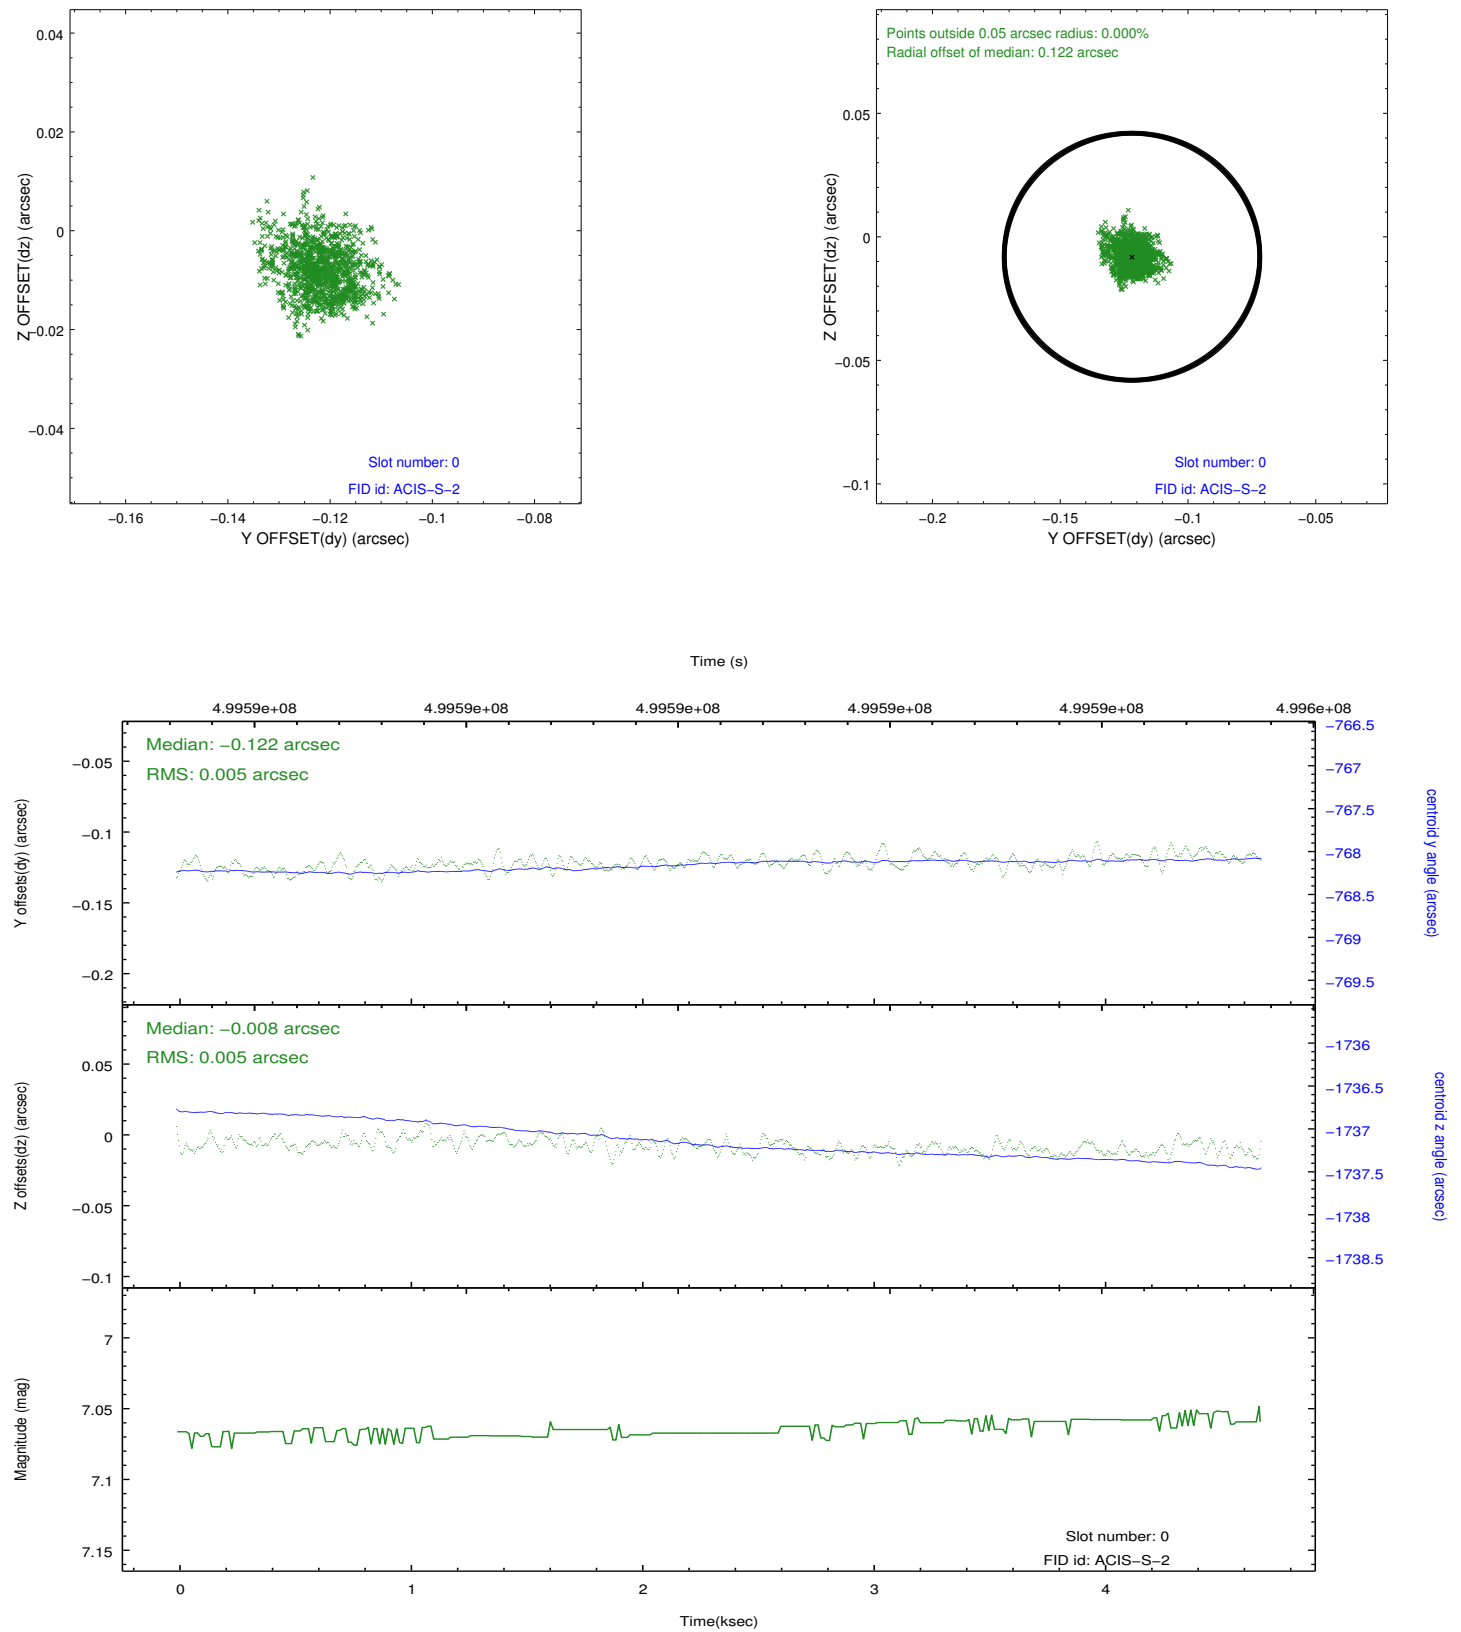 0.04
0.02
0
−0.02
−0.04
Z OFFSET(dz) (arcsec)
Slot number: 0
FID id: ACIS−S−2
−0.16
−0.14
−0.12
−0.1
−0.08
Y OFFSET(dy) (arcsec)
Points outside 0.05 arcsec radius: 0.000%
Radial offset of median: 0.122 arcsec
0.05
0
−0.05
−0.1
Z OFFSET(dz) (arcsec)
Slot number: 0
FID id: ACIS−S−2
−0.2
−0.15
−0.1
−0.05
Y OFFSET(dy) (arcsec)
Time (s)
4.9959e+08
4.9959e+08
4.9959e+08
4.9959e+08
4.9959e+08
4.996e+08
Median: −0.122 arcsec
RMS: 0.005 arcsec
−0.05
−0.1
−0.15
−0.2
Y offsets(dy) (arcsec)
−766.5
−767
−767.5
−768
−768.5
−769
−769.5
centroid y angle (arcsec)
Median: −0.008 arcsec
RMS: 0.005 arcsec
0.05
0
−0.05
−0.1
Z offsets(dz) (arcsec)
−1736
−1736.5
−1737
−1737.5
−1738
−1738.5
centroid z angle (arcsec)
7
7.05
7.1
7.15
Magnitude (mag)
Slot number: 0
FID id: ACIS−S−2
0
1
2
3
4
Time(ksec)